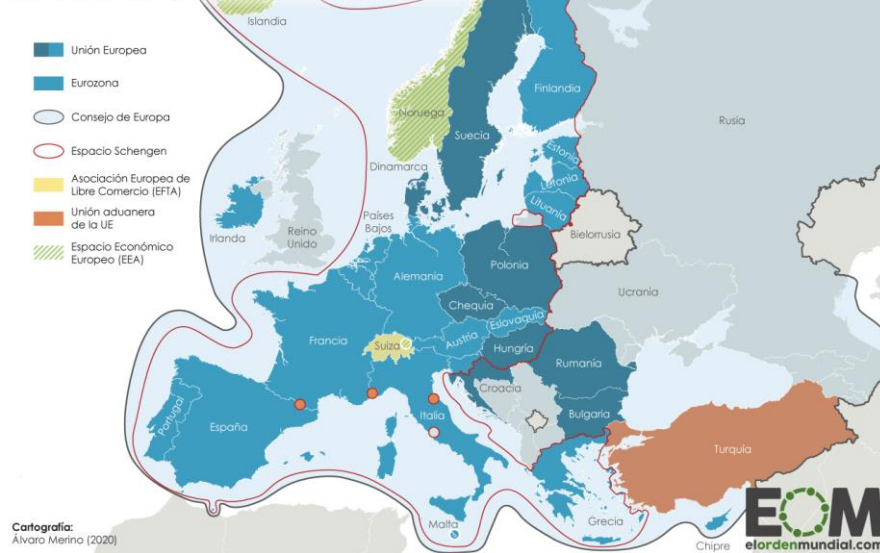 Islandia
Unión Europea
Eurozona
Consejo de Europa
Espacio Schengen
Asociación Europea de
Libre Comercio (EFTA)
Unión aduanera
de la UE
Espacio Económico
Europeo (EEA)
Noruega
Suecia
Finlandia
Rusia
Estonia
Letonia
Lituania
Dinamarca
Irlanda
Reino
Unido
Países
Bajos
Bielorrusia
Alemania
Polonia
Ucrania
Chequia
Eslovaquia
Francia
Suiza
Austria
Hungría
Rumanía
Croacia
Portugal
España
Italia
Bulgaria
Turquía
Malta
Grecia
Chipre
Cartografía:
Álvaro Merino (2020)
EOM
elordenmundial.com